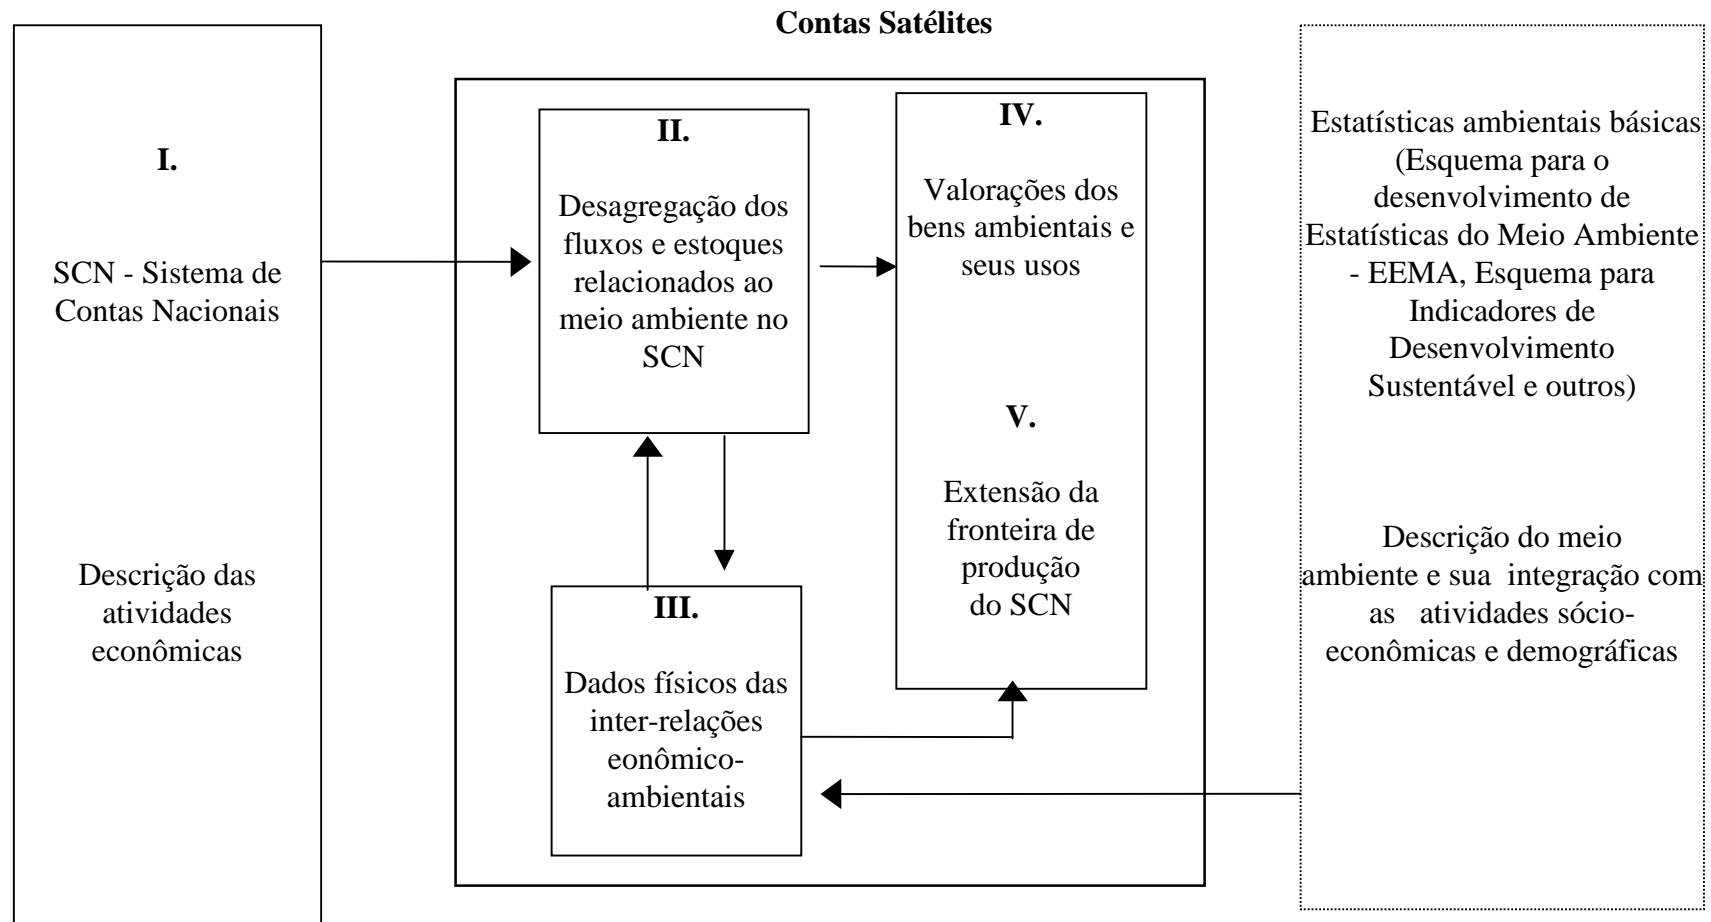 Contas Satélites
I.
SCN - Sistema de
Contas Nacionais
Descrição das
atividades
econômicas
II.
Desagregação dos
fluxos e estoques
relacionados ao
meio ambiente no
SCN
III.
Dados físicos das
inter-relações
eonômico-
ambientais
IV.
Valorações dos
bens ambientais e
seus usos
V.
Extensão da
fronteira de
produção
do SCN
Estatísticas ambientais básicas
(Esquema para o
desenvolvimento de
Estatísticas do Meio Ambiente
- EEMA, Esquema para
Indicadores de
Desenvolvimento
Sustentável e outros)
Descrição do meio
ambiente e sua integração com
as atividades sócio-
econômicas e demográficas